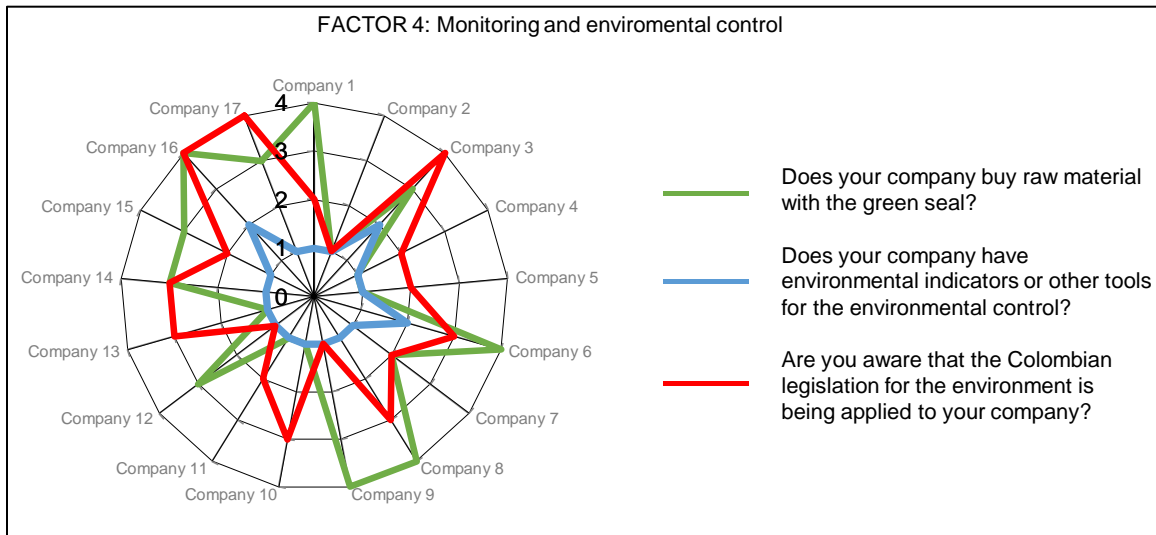 FACTOR 4: Monitoring and enviromental control
Company 1
Company 2
Company 3
Company 4
Company 5
Company 6
Company 7
Company 8
Company 9
Company 10
Company 11
Company 12
Company 13
Company 14
Company 15
Company 16
Company 17
4
3
2
1
0
Does your company buy raw material
with the green seal?
Does your company have
environmental indicators or other tools
for the environmental control?
Are you aware that the Colombian
legislation for the environment is
being applied to your company?